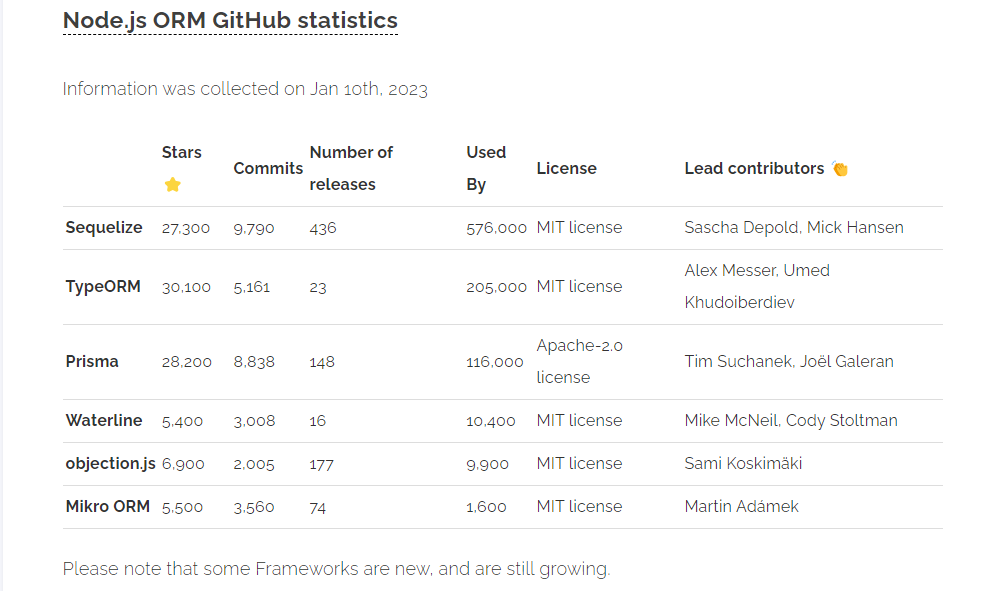 Node.js ORM GitHub statistics
Information was collected on Jan 10th, 2023
Stars ⭐ Commits Number of releases Used By License Lead contributors 👏
Sequelize 27,300 9,790 436 576,000 MIT license Sascha Depold, Mick Hansen
TypeORM 30,100 5,161 23 205,000 MIT license Alex Messer, Umed Khudoiberdiev
Prisma 28,200 8,838 148 116,000 Apache-2.0 license Tim Suchanek, Joël Galeran
Waterline 5,400 3,008 16 10,400 MIT license Mike McNeil, Cody Stoltman
objection.js 6,900 2,005 177 9,900 MIT license Sami Koskimäki
Mikro ORM 5,500 3,560 74 1,600 MIT license Martin Adámek
Please note that some Frameworks are new, and are still growing.